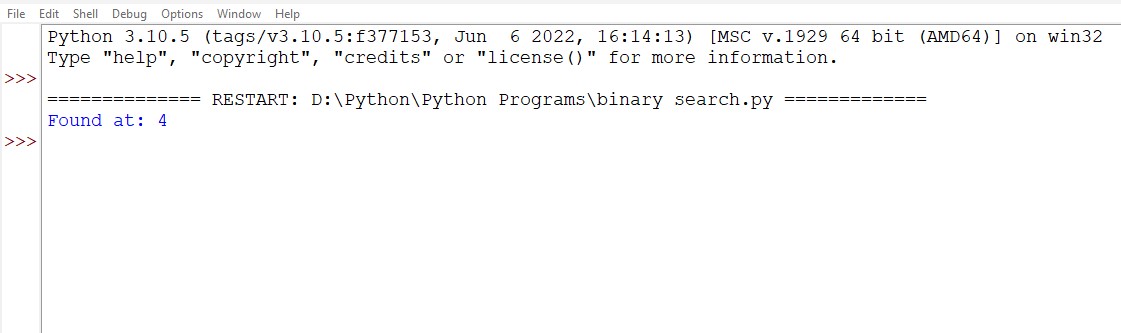 File Edit Shell Debug Options Window Help
Python 3.10.5 (tags/v3.10.5:f377153, Jun  6 2022, 16:14:13) [MSC v.1929 64 bit (AMD64)] on win32
Type "help", "copyright", "credits" or "license()" for more information.
>>>
============== RESTART: D:\Python\Python Programs\binary search.py =============
Found at: 4
>>>